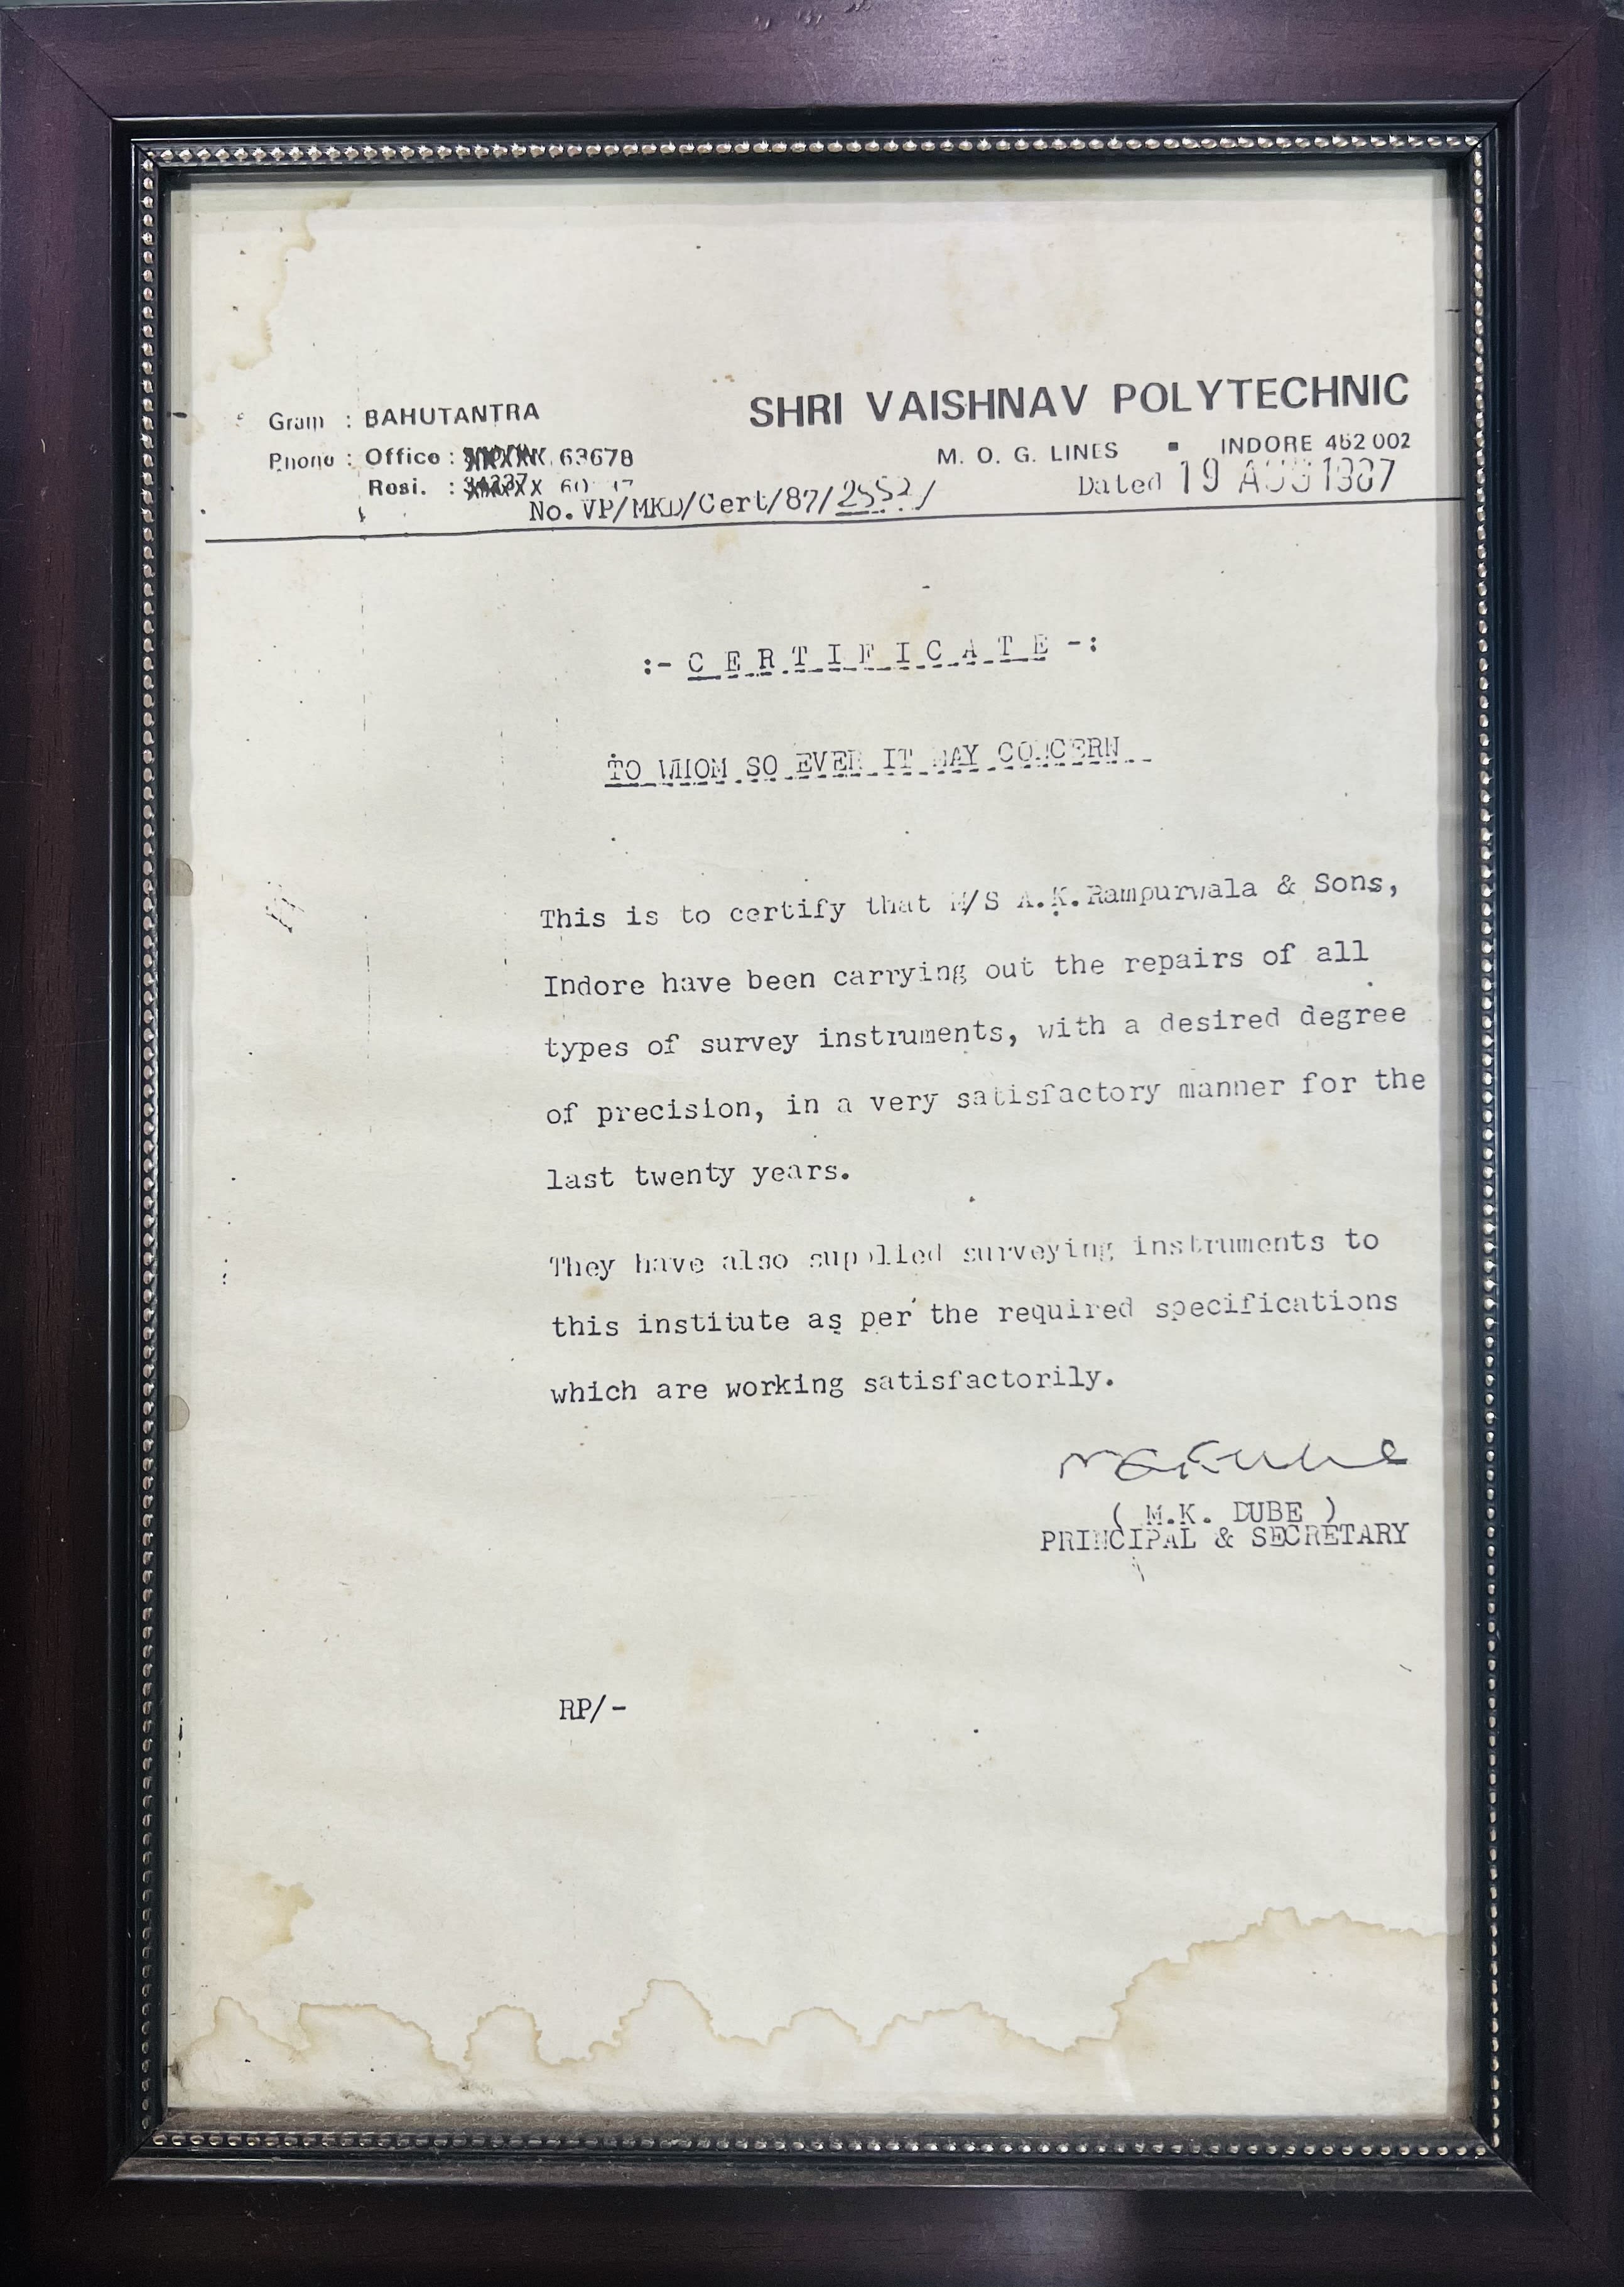 Gram : BAHUTANTRA
SHRI VAISHNAV POLYTECHNIC
Phone : Office : 63678
M. O. G. LINES ▪ INDORE 452 002
Resi. :
Dated 19 AUG 1987
No. VP/MKD/Cert/87/2552/
:- C E R T I F I C A T E -:
TO WHOM SO EVER IT MAY CONCERN
This is to certify that M/S A.K.Rampurwala & Sons,
Indore have been carrying out the repairs of all
types of survey instruments, with a desired degree
of precision, in a very satisfactory manner for the
last twenty years.
They have also supplied surveying instruments to
this institute as per the required specifications
which are working satisfactorily.
( M.K. DUBE )
PRINCIPAL & SECRETARY
RP/-